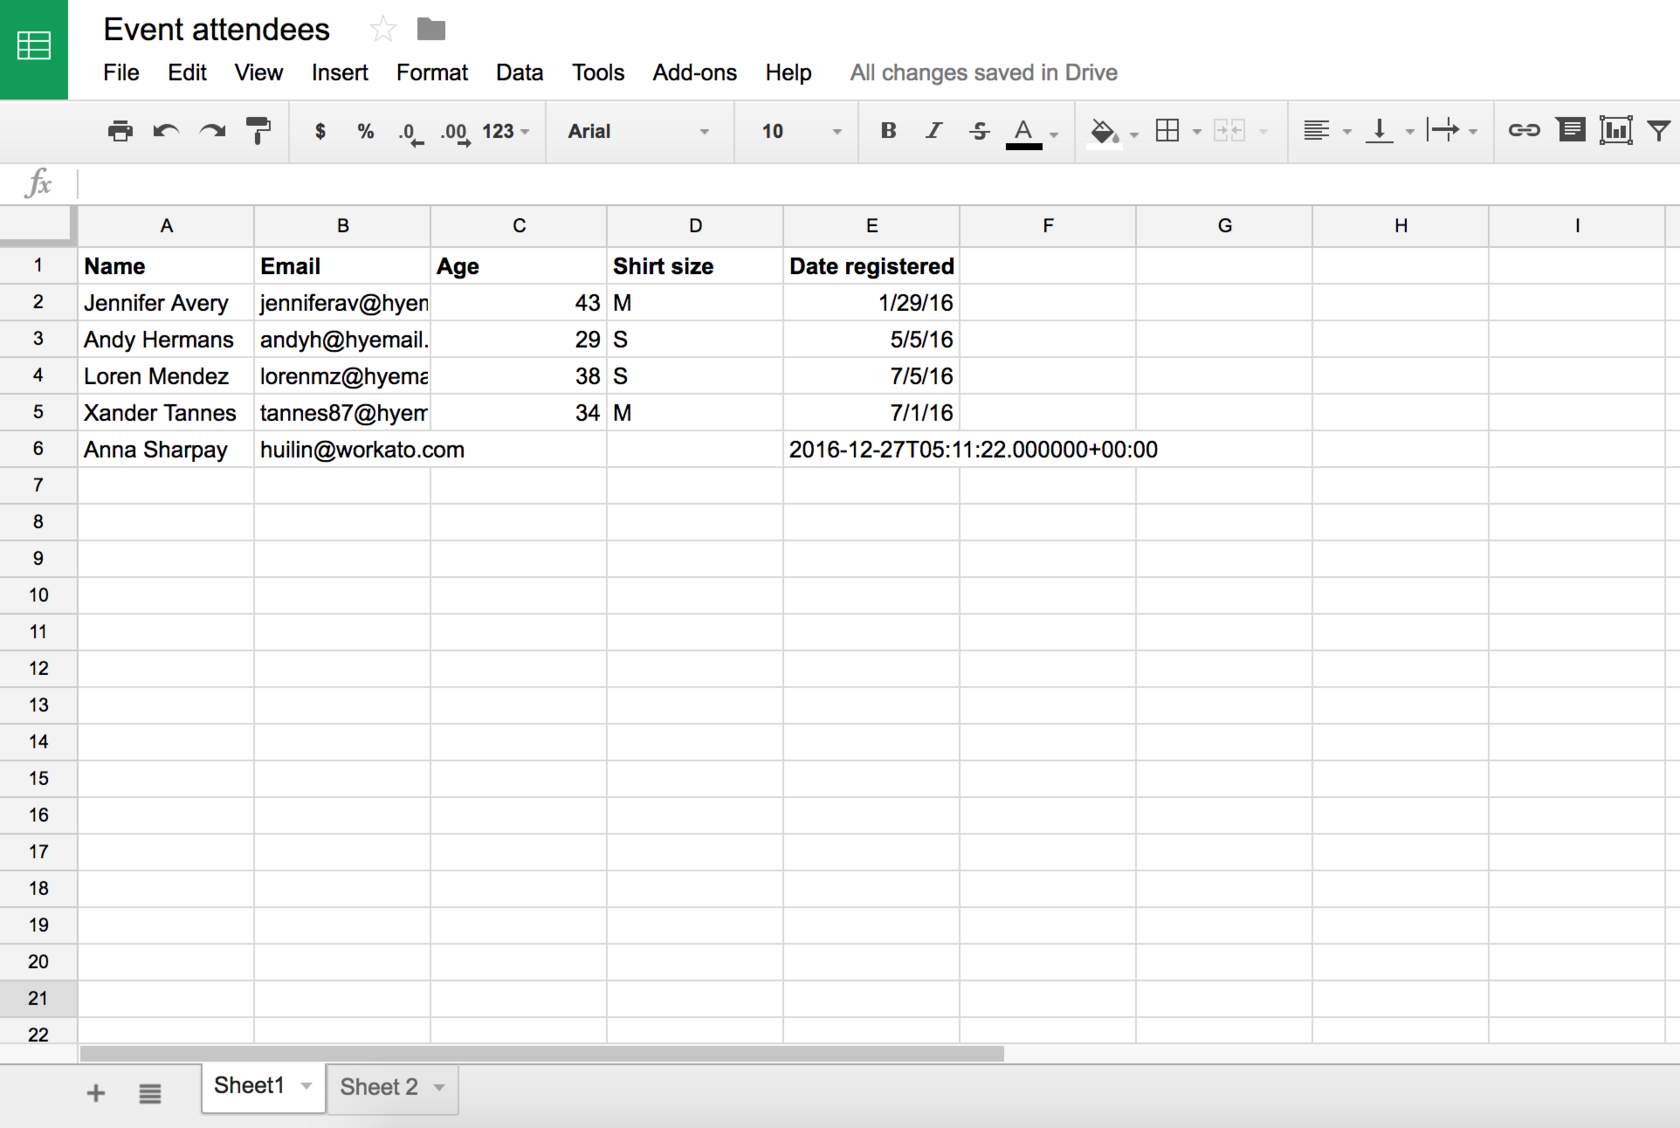 Event attendees
File Edit View Insert Format Data Tools Add-ons Help All changes saved in Drive
$ % .0 .00 123 Arial 10 B I S A
fx
A B C D E F G H I
1 Name Email Age Shirt size Date registered
2 Jennifer Avery jenniferav@hyem 43 M 1/29/16
3 Andy Hermans andyh@hyemail. 29 S 5/5/16
4 Loren Mendez lorenmz@hyema 38 S 7/5/16
5 Xander Tannes tannes87@hyem 34 M 7/1/16
6 Anna Sharpay huilin@workato.com 2016-12-27T05:11:22.000000+00:00
7
8
9
10
11
12
13
14
15
16
17
18
19
20
21
22
+ Sheet1 Sheet 2